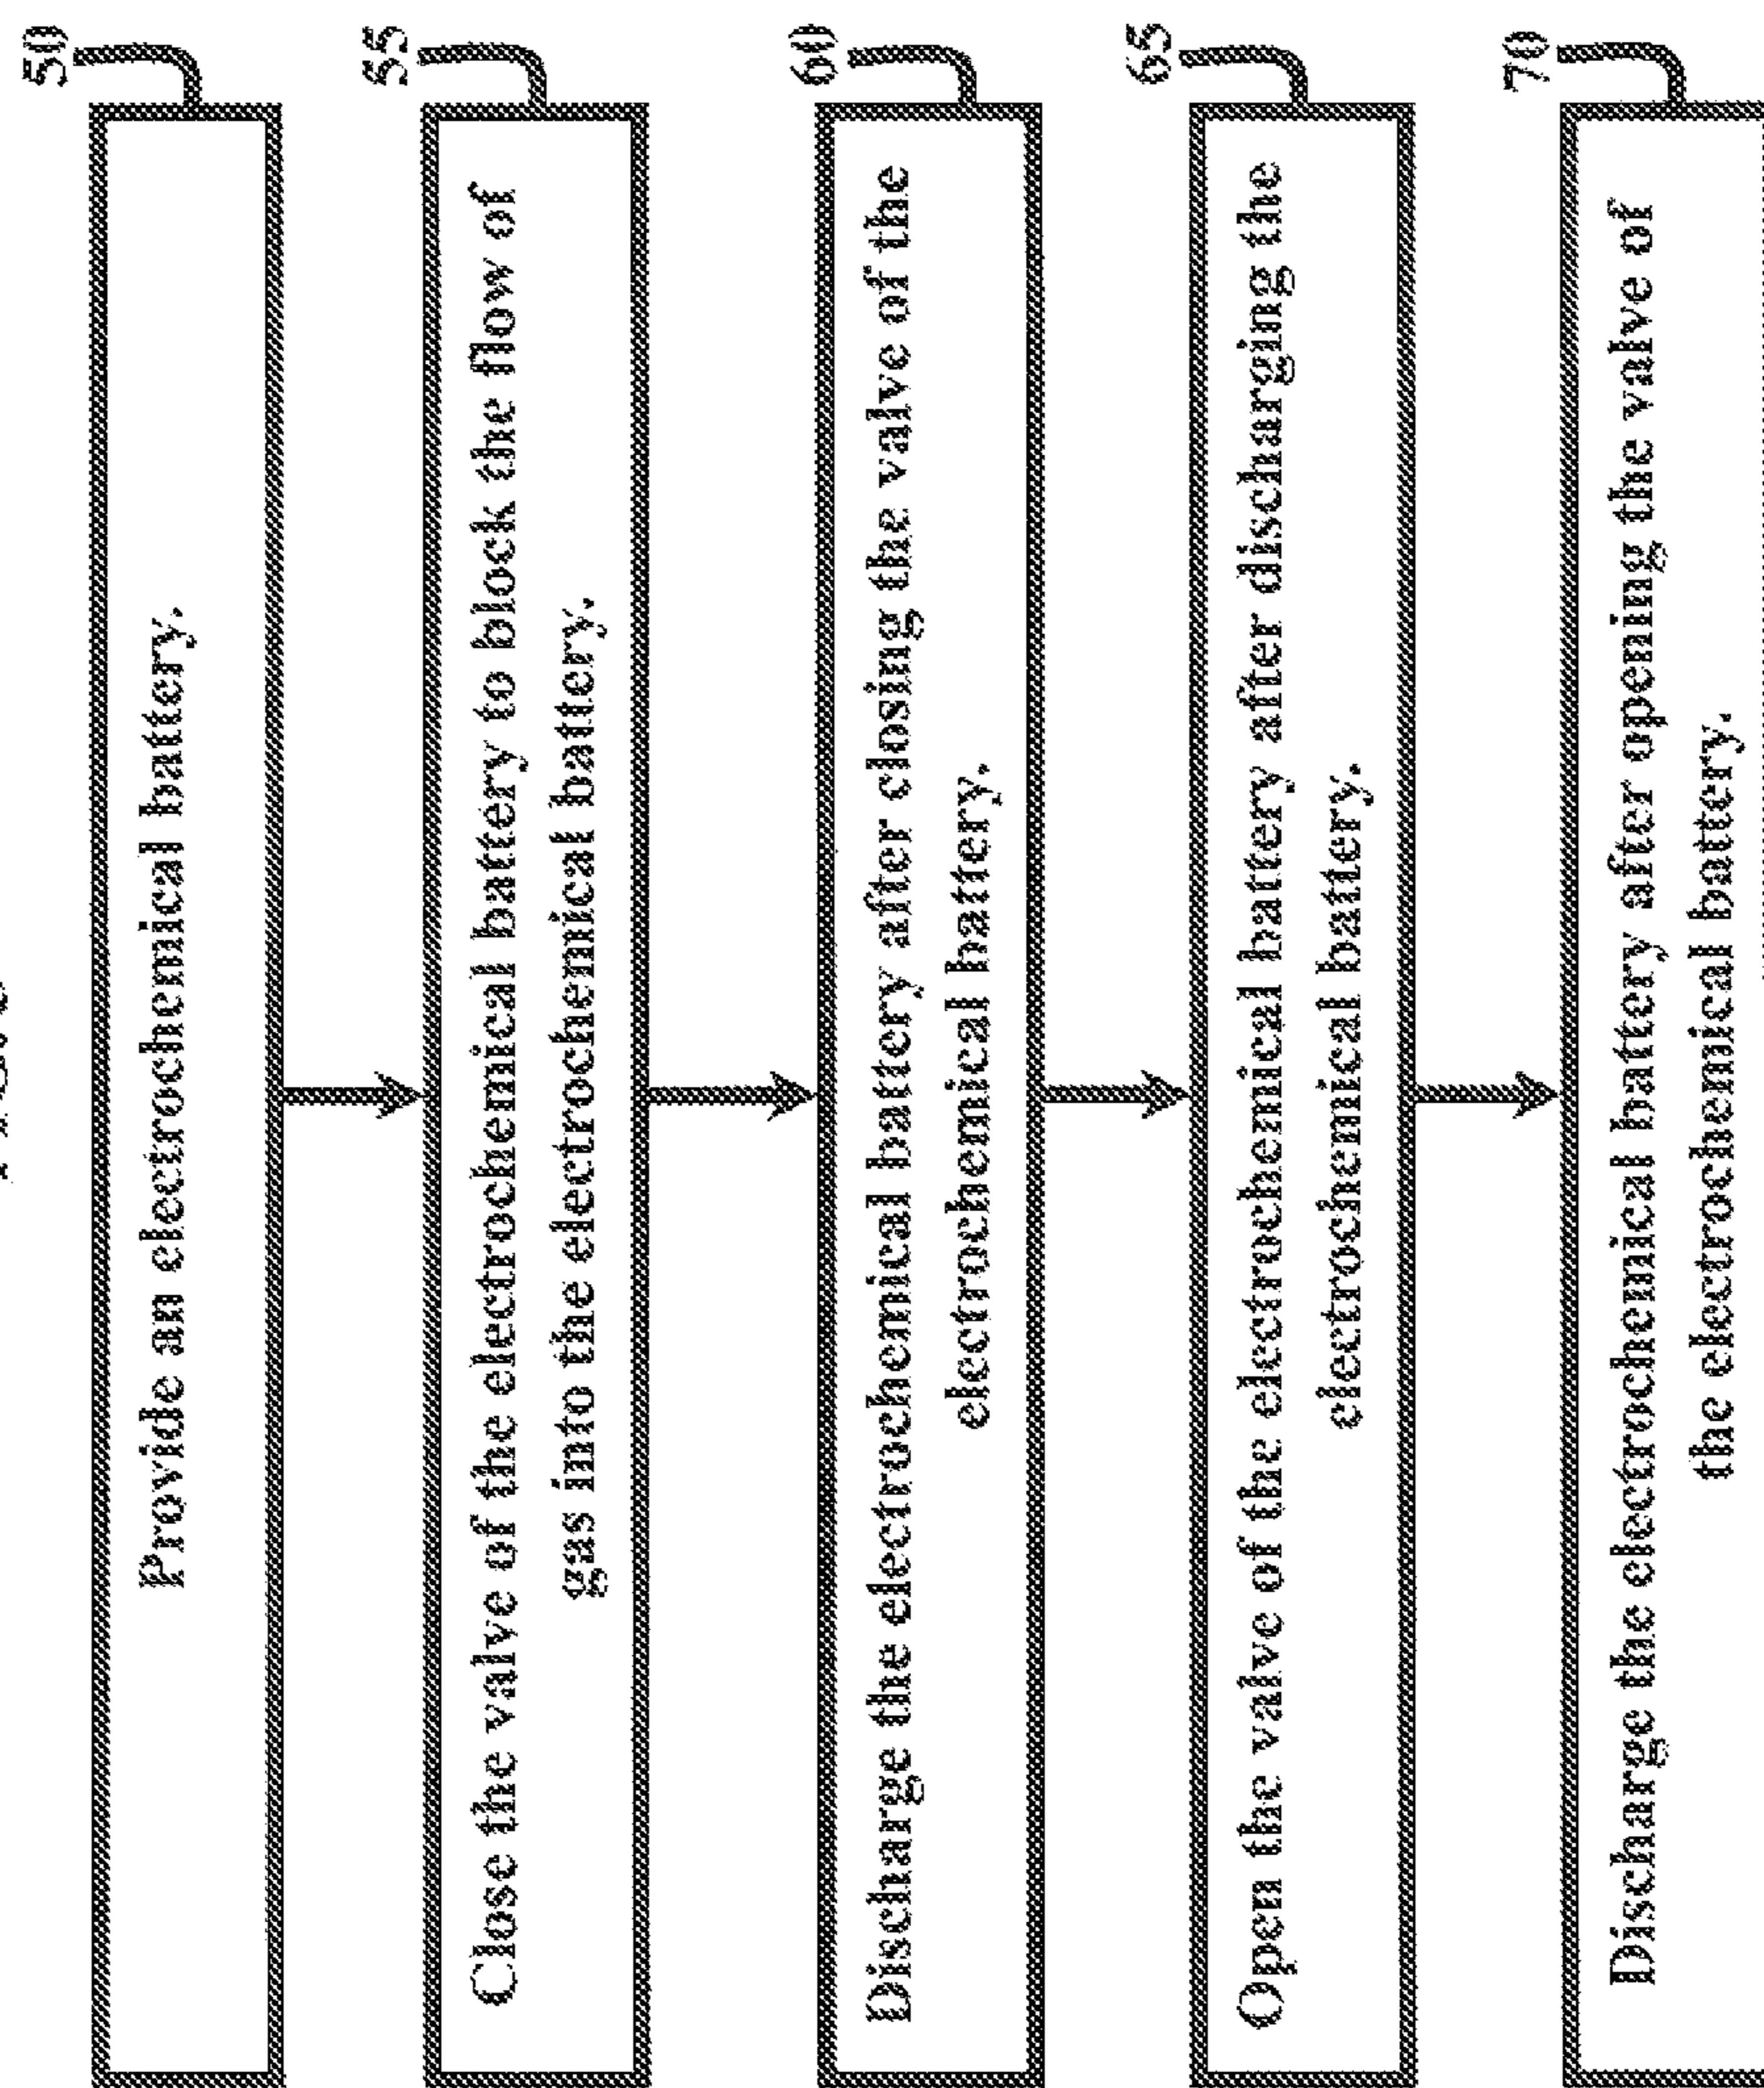 50
Provide an electrochemical battery.
55
Close the valve of the electrochemical battery to block the flow of
gas into the electrochemical battery.
60
Discharge the electrochemical battery after closing the valve of the
electrochemical battery.
65
Open the valve of the electrochemical battery after discharging the
electrochemical battery.
70
Discharge the electrochemical battery after opening the valve of
the electrochemical battery.